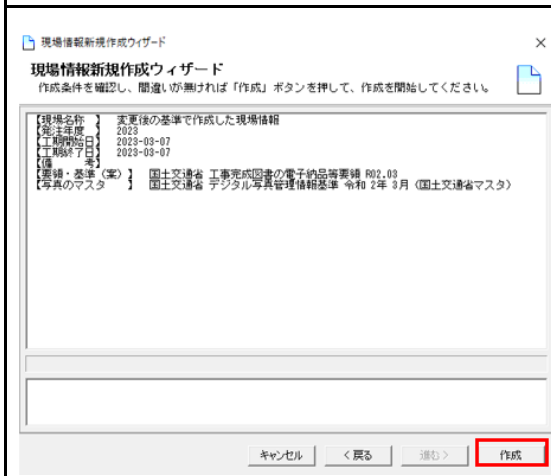 現場情報新規作成ウィザード
現場情報新規作成ウィザード
作成条件を確認し、間違いが無ければ「作成」ボタンを押して、作成を開始してください。
【現場名称　】　変更後の基準で作成した現場情報
【発注年度　】　2023
【工期開始日】　2023-03-07
【工期終了日】　2023-03-07
【備　　　考】
【要領・基準（案）】　国土交通省 工事完成図書の電子納品等要領 R02.03
【写真のマスタ　　】　国土交通省 デジタル写真管理情報基準 令和 2年 3月（国土交通省マスタ）
キャンセル　＜戻る　進む＞　作成